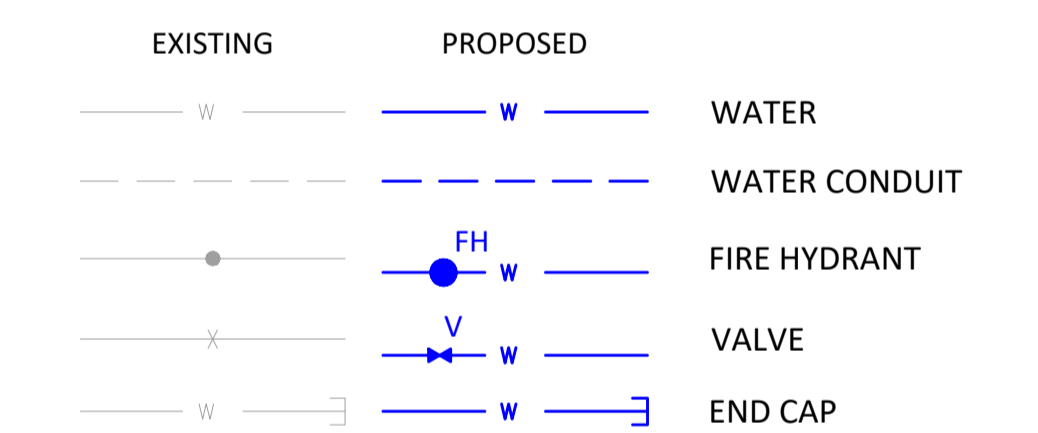 EXISTING PROPOSED
W W WATER
WATER CONDUIT
FH
W FIRE HYDRANT
V
X W VALVE
W W END CAP